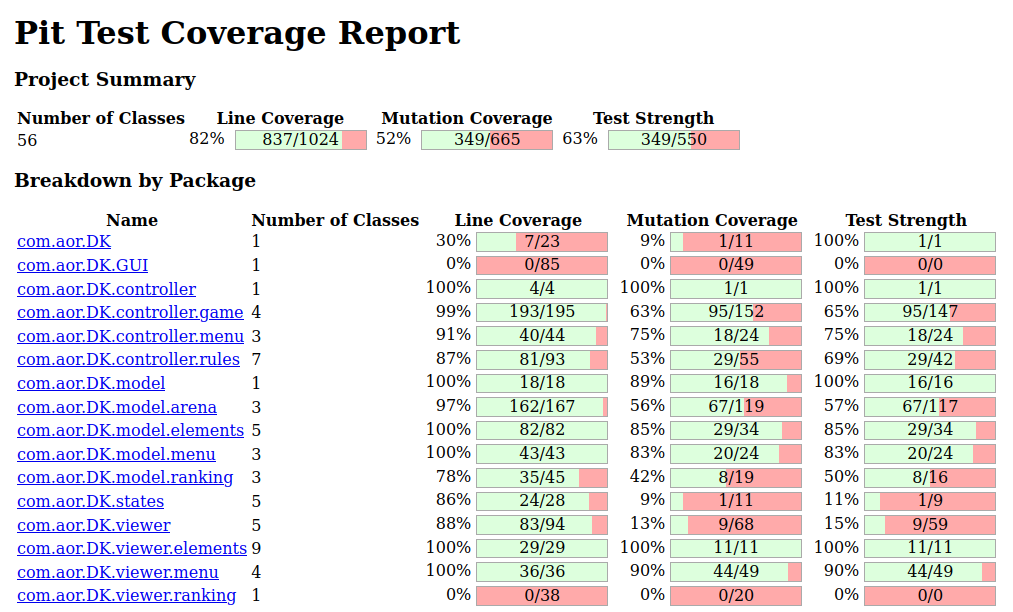 Pit Test Coverage Report
Project Summary
Number of Classes Line Coverage Mutation Coverage Test Strength
56 82% 837/1024 52% 349/665 63% 349/550
Breakdown by Package
Name Number of Classes Line Coverage Mutation Coverage Test Strength
com.aor.DK 1 30% 7/23 9% 1/11 100% 1/1
com.aor.DK.GUI 1 0% 0/85 0% 0/49 0% 0/0
com.aor.DK.controller 1 100% 4/4 100% 1/1 100% 1/1
com.aor.DK.controller.game 4 99% 193/195 63% 95/152 65% 95/147
com.aor.DK.controller.menu 3 91% 40/44 75% 18/24 75% 18/24
com.aor.DK.controller.rules 7 87% 81/93 53% 29/55 69% 29/42
com.aor.DK.model 1 100% 18/18 89% 16/18 100% 16/16
com.aor.DK.model.arena 3 97% 162/167 56% 67/119 57% 67/117
com.aor.DK.model.elements 5 100% 82/82 85% 29/34 85% 29/34
com.aor.DK.model.menu 3 100% 43/43 83% 20/24 83% 20/24
com.aor.DK.model.ranking 3 78% 35/45 42% 8/19 50% 8/16
com.aor.DK.states 5 86% 24/28 9% 1/11 11% 1/9
com.aor.DK.viewer 5 88% 83/94 13% 9/68 15% 9/59
com.aor.DK.viewer.elements 9 100% 29/29 100% 11/11 100% 11/11
com.aor.DK.viewer.menu 4 100% 36/36 90% 44/49 90% 44/49
com.aor.DK.viewer.ranking 1 0% 0/38 0% 0/20 0% 0/0